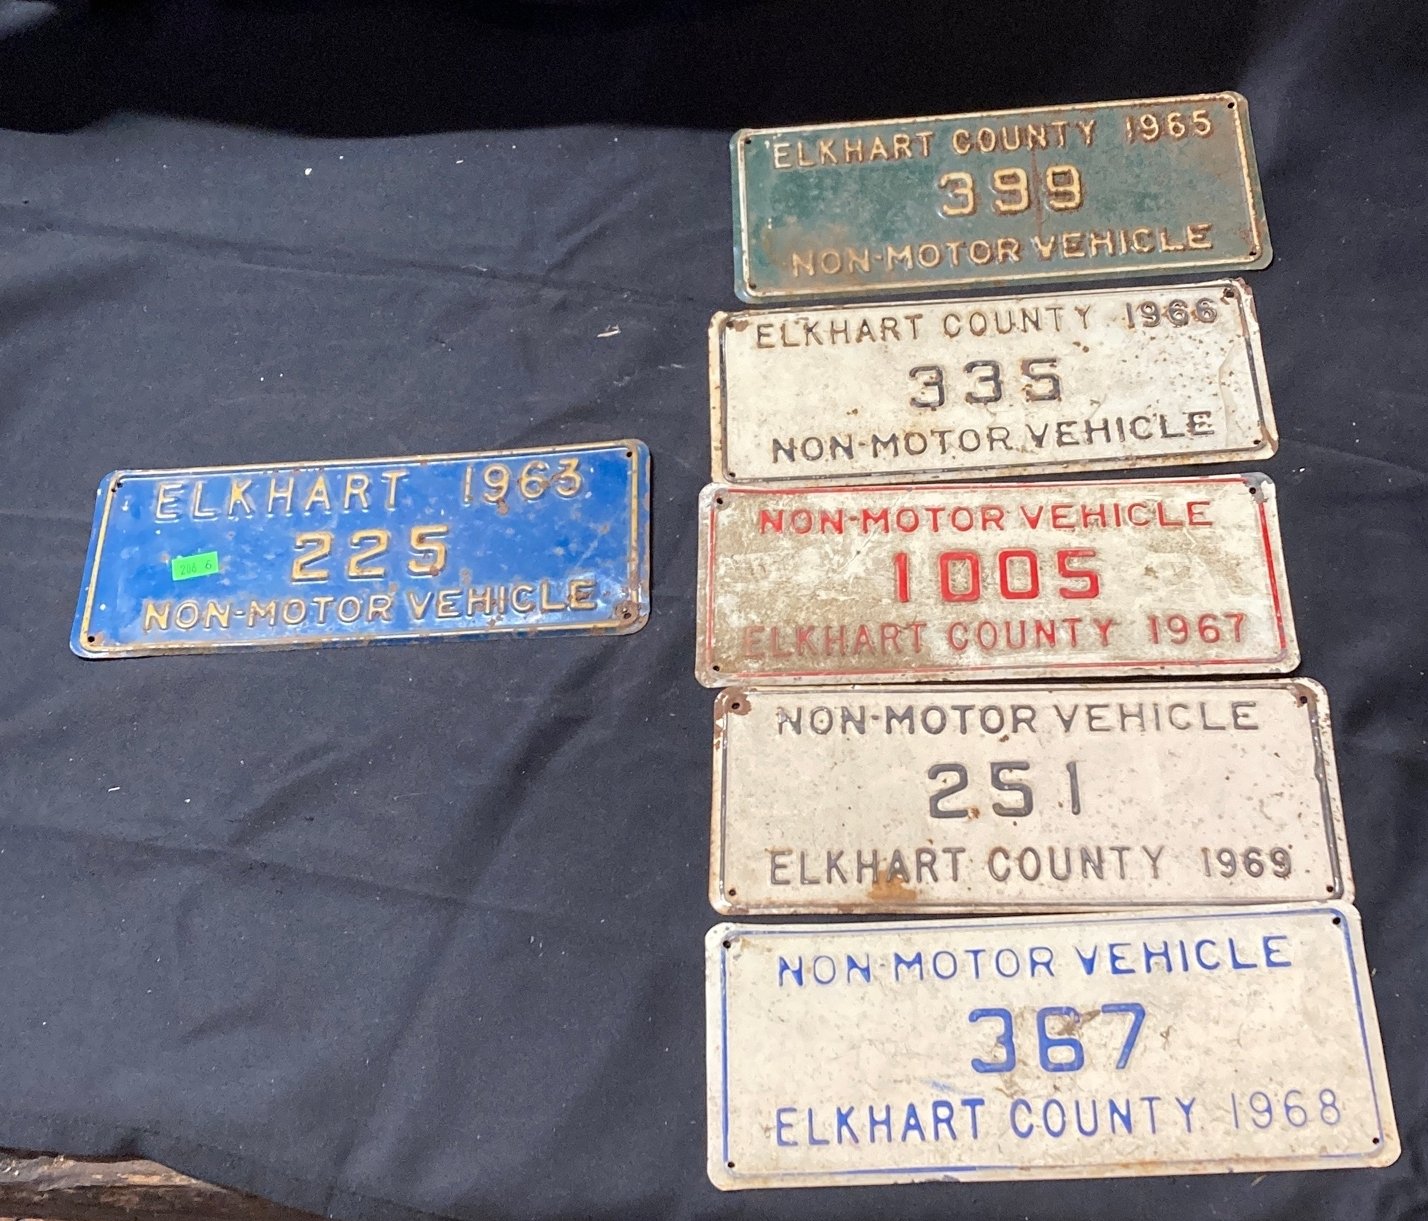 ELKHART 1963
225
NON-MOTOR VEHICLE
206 6
ELKHART COUNTY 1965
399
NON-MOTOR VEHICLE
ELKHART COUNTY 1966
335
NON-MOTOR VEHICLE
NON-MOTOR VEHICLE
1005
ELKHART COUNTY 1967
NON-MOTOR VEHICLE
251
ELKHART COUNTY 1969
NON-MOTOR VEHICLE
367
ELKHART COUNTY 1968